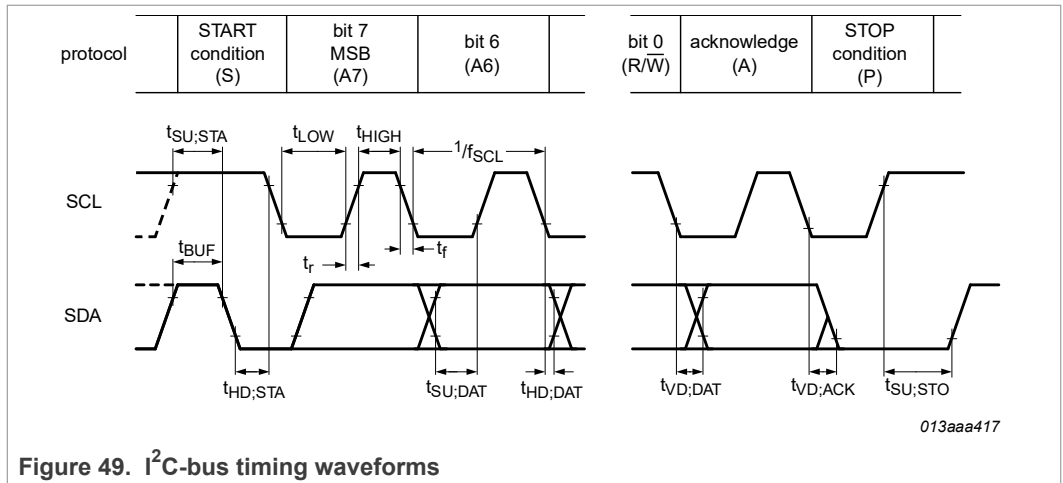 protocol
START
condition
(S)
bit 7
MSB
(A7)
bit 6
(A6)
bit 0
(R/W̅)
acknowledge
(A)
STOP
condition
(P)
tSU;STA
tLOW
tHIGH
1/fSCL
SCL
tBUF
tr
tf
SDA
tHD;STA
tSU;DAT
tHD;DAT
tVD;DAT
tVD;ACK
tSU;STO
013aaa417
Figure 49. I²C-bus timing waveforms